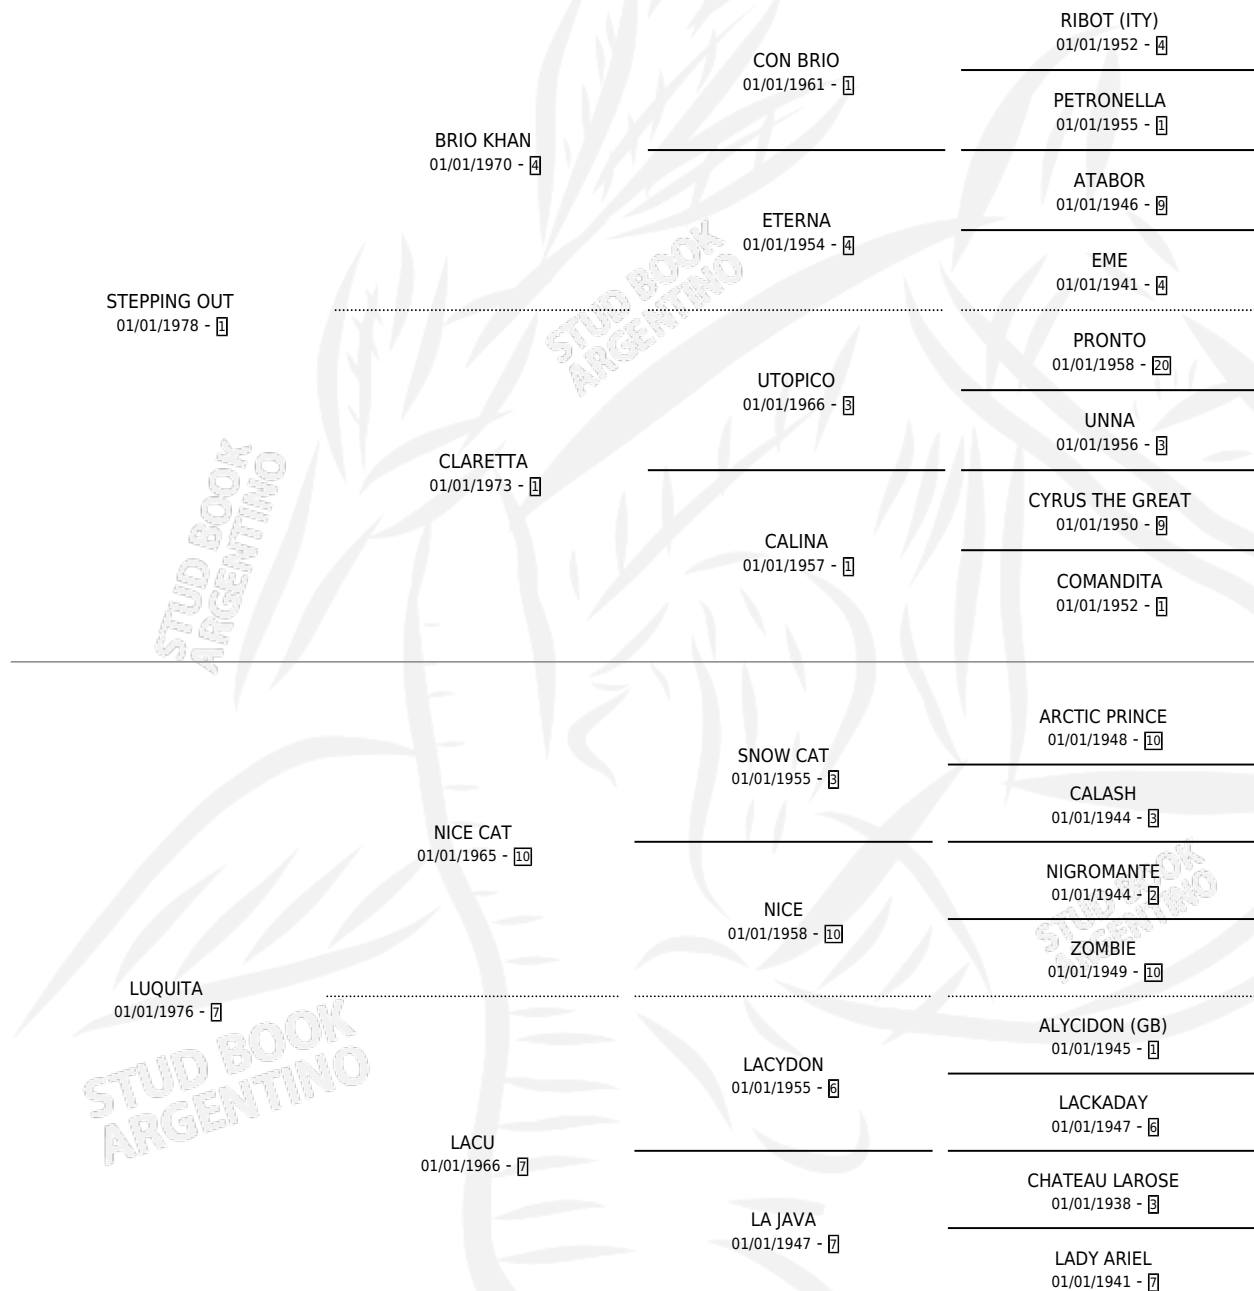 RIBOT (ITY)
01/01/1952 - 4
CON BRIO
01/01/1961 - 1
PETRONELLA
01/01/1955 - 1
BRIO KHAN
01/01/1970 - 4
ATABOR
01/01/1946 - 9
ETERNA
01/01/1954 - 4
EME
01/01/1941 - 4
STEPPING OUT
01/01/1978 - 1
PRONTO
01/01/1958 - 20
UTOPICO
01/01/1966 - 3
UNNA
01/01/1956 - 3
CLARETTA
01/01/1973 - 1
CYRUS THE GREAT
01/01/1950 - 9
CALINA
01/01/1957 - 1
COMANDITA
01/01/1952 - 1
STUD BOOK
ARGENTINO
STUD BOOK
ARGENTINO
ARCTIC PRINCE
01/01/1948 - 10
SNOW CAT
01/01/1955 - 3
CALASH
01/01/1944 - 3
NICE CAT
01/01/1965 - 10
NIGROMANTE
01/01/1944 - 2
NICE
01/01/1958 - 10
ZOMBIE
01/01/1949 - 10
LUQUITA
01/01/1976 - 7
ALYCIDON (GB)
01/01/1945 - 1
LACYDON
01/01/1955 - 6
LACKADAY
01/01/1947 - 6
LACU
01/01/1966 - 7
CHATEAU LAROSE
01/01/1938 - 3
LA JAVA
01/01/1947 - 7
LADY ARIEL
01/01/1941 - 7
STUD BOOK
ARGENTINO
STUD BOOK
ARGENTINO